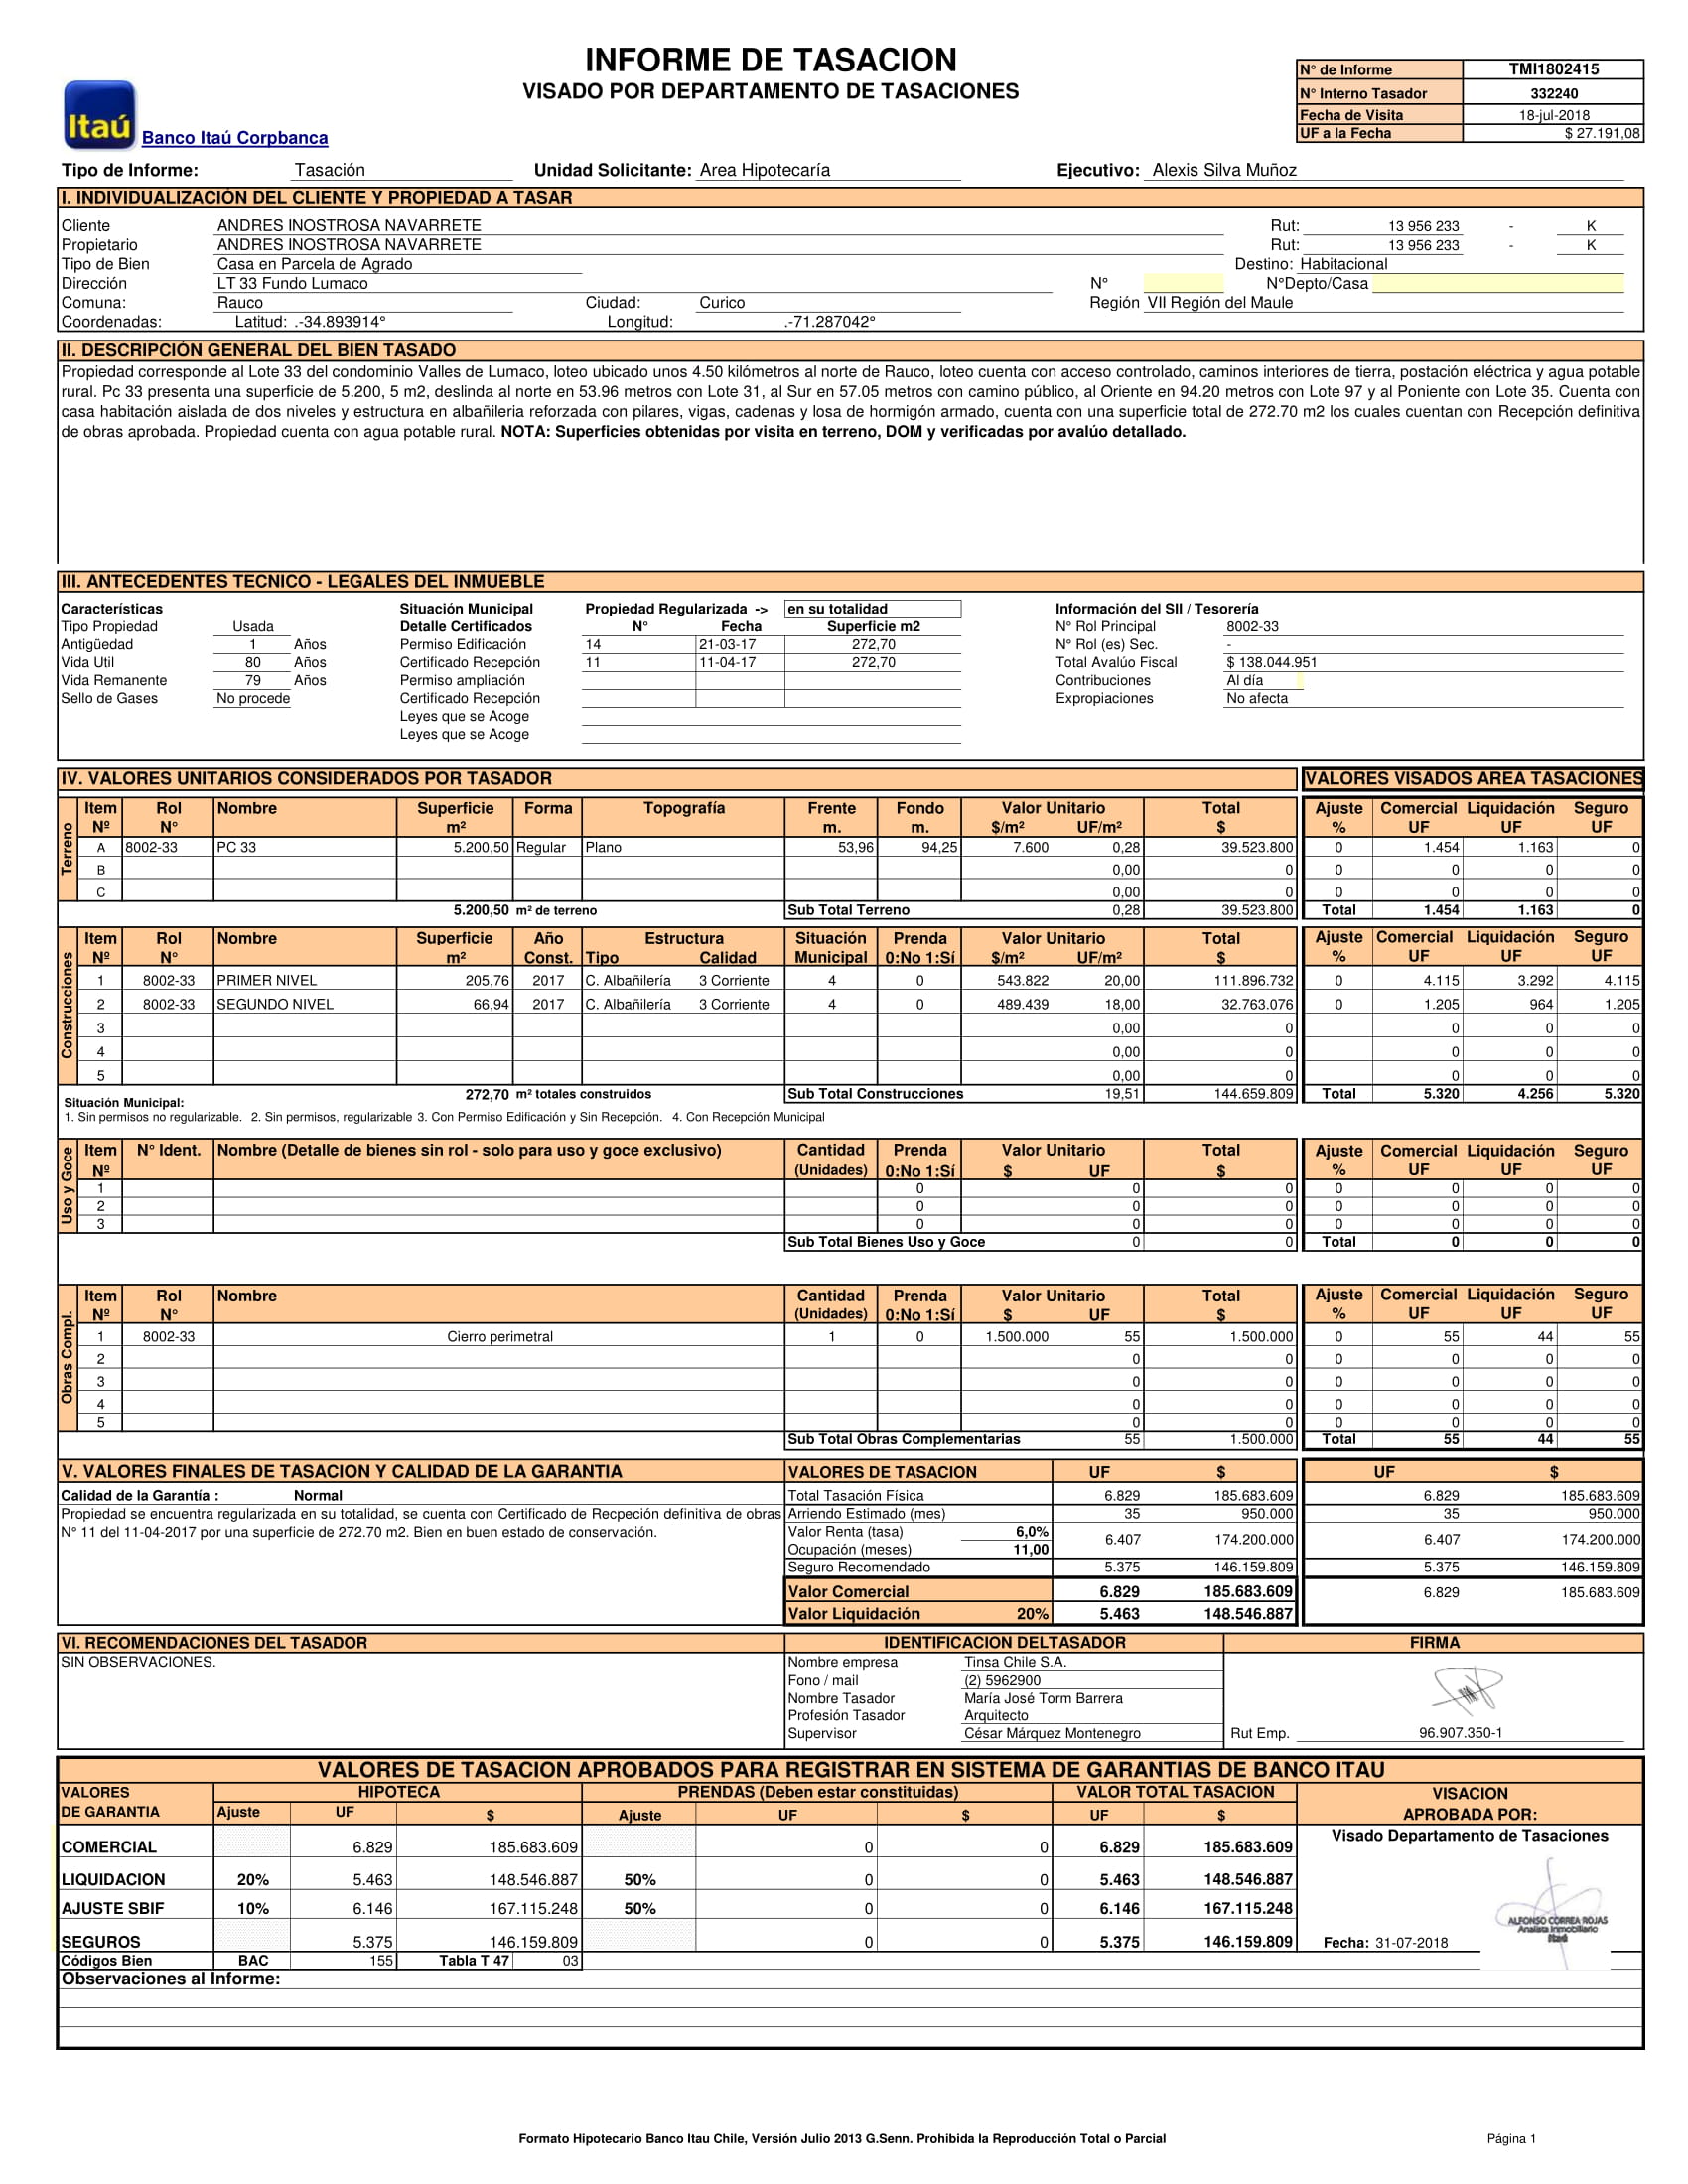 INFORME DE TASACION
VISADO POR DEPARTAMENTO DE TASACIONES
Itaú
Banco Itaú Corpbanca
N° de Informe TMI1802415
N° Interno Tasador 332240
Fecha de Visita 18-jul-2018
UF a la Fecha $ 27.191,08
Tipo de Informe: Tasación Unidad Solicitante: Area Hipotecaría Ejecutivo: Alexis Silva Muñoz
I. INDIVIDUALIZACIÓN DEL CLIENTE Y PROPIEDAD A TASAR
Cliente ANDRES INOSTROSA NAVARRETE Rut: 13 956 233 - K
Propietario ANDRES INOSTROSA NAVARRETE Rut: 13 956 233 - K
Tipo de Bien Casa en Parcela de Agrado Destino: Habitacional
Dirección LT 33 Fundo Lumaco N° N°Depto/Casa
Comuna: Rauco Ciudad: Curico Región VII Región del Maule
Coordenadas: Latitud: .-34.893914° Longitud: .-71.287042°
II. DESCRIPCIÓN GENERAL DEL BIEN TASADO
Propiedad corresponde al Lote 33 del condominio Valles de Lumaco, loteo ubicado unos 4.50 kilómetros al norte de Rauco, loteo cuenta con acceso controlado, caminos interiores de tierra, postación eléctrica y agua potable
rural. Pc 33 presenta una superficie de 5.200, 5 m2, deslinda al norte en 53.96 metros con Lote 31, al Sur en 57.05 metros con camino público, al Oriente en 94.20 metros con Lote 97 y al Poniente con Lote 35. Cuenta con
casa habitación aislada de dos niveles y estructura en albañileria reforzada con pilares, vigas, cadenas y losa de hormigón armado, cuenta con una superficie total de 272.70 m2 los cuales cuentan con Recepción definitiva
de obras aprobada. Propiedad cuenta con agua potable rural. NOTA: Superficies obtenidas por visita en terreno, DOM y verificadas por avalúo detallado.
III. ANTECEDENTES TECNICO - LEGALES DEL INMUEBLE
Características Situación Municipal Propiedad Regularizada -> en su totalidad Información del SII / Tesorería
Tipo Propiedad Usada Detalle Certificados N° Fecha Superficie m2 N° Rol Principal 8002-33
Antigüedad 1 Años Permiso Edificación 14 21-03-17 272,70 N° Rol (es) Sec. -
Vida Util 80 Años Certificado Recepción 11 11-04-17 272,70 Total Avalúo Fiscal $ 138.044.951
Vida Remanente 79 Años Permiso ampliación Contribuciones Al día
Sello de Gases No procede Certificado Recepción Expropiaciones No afecta
Leyes que se Acoge
Leyes que se Acoge
IV. VALORES UNITARIOS CONSIDERADOS POR TASADOR VALORES VISADOS AREA TASACIONES
Terreno
Item Rol Nombre Superficie Forma Topografía Frente Fondo Valor Unitario Total Ajuste Comercial Liquidación Seguro
Nº N° m² m. m. $/m² UF/m² $ % UF UF UF
A 8002-33 PC 33 5.200,50 Regular Plano 53,96 94,25 7.600 0,28 39.523.800 0 1.454 1.163 0
B 0,00 0 0 0 0 0
C 0,00 0 0 0 0 0
5.200,50 m² de terreno Sub Total Terreno 0,28 39.523.800 Total 1.454 1.163 0
Construcciones
Item Rol Nombre Superficie Año Estructura Situación Prenda Valor Unitario Total Ajuste Comercial Liquidación Seguro
Nº N° m² Const. Tipo Calidad Municipal 0:No 1:Sí $/m² UF/m² $ % UF UF UF
1 8002-33 PRIMER NIVEL 205,76 2017 C. Albañilería 3 Corriente 4 0 543.822 20,00 111.896.732 0 4.115 3.292 4.115
2 8002-33 SEGUNDO NIVEL 66,94 2017 C. Albañilería 3 Corriente 4 0 489.439 18,00 32.763.076 0 1.205 964 1.205
3 0,00 0 0 0 0
4 0,00 0 0 0 0
5 0,00 0 0 0 0
272,70 m² totales construidos Sub Total Construcciones 19,51 144.659.809 Total 5.320 4.256 5.320
Situación Municipal:
1. Sin permisos no regularizable. 2. Sin permisos, regularizable 3. Con Permiso Edificación y Sin Recepción. 4. Con Recepción Municipal
Uso y Goce
Item N° Ident. Nombre (Detalle de bienes sin rol - solo para uso y goce exclusivo) Cantidad Prenda Valor Unitario Total Ajuste Comercial Liquidación Seguro
Nº (Unidades) 0:No 1:Sí $ UF $ % UF UF UF
1 0 0 0 0 0 0 0
2 0 0 0 0 0 0 0
3 0 0 0 0 0 0 0
Sub Total Bienes Uso y Goce 0 0 Total 0 0 0
Obras Compl.
Item Rol Nombre Cantidad Prenda Valor Unitario Total Ajuste Comercial Liquidación Seguro
Nº N° (Unidades) 0:No 1:Sí $ UF $ % UF UF UF
1 8002-33 Cierro perimetral 1 0 1.500.000 55 1.500.000 0 55 44 55
2 0 0 0 0 0 0
3 0 0 0 0 0 0
4 0 0 0 0 0 0
5 0 0 0 0 0 0
Sub Total Obras Complementarias 55 1.500.000 Total 55 44 55
V. VALORES FINALES DE TASACION Y CALIDAD DE LA GARANTIA VALORES DE TASACION UF $ UF $
Calidad de la Garantía : Normal Total Tasación Física 6.829 185.683.609 6.829 185.683.609
Propiedad se encuentra regularizada en su totalidad, se cuenta con Certificado de Recpeción definitiva de obras Arriendo Estimado (mes) 35 950.000 35 950.000
N° 11 del 11-04-2017 por una superficie de 272.70 m2. Bien en buen estado de conservación. Valor Renta (tasa) 6,0% 6.407 174.200.000 6.407 174.200.000
Ocupación (meses) 11,00
Seguro Recomendado 5.375 146.159.809 5.375 146.159.809
Valor Comercial 6.829 185.683.609 6.829 185.683.609
Valor Liquidación 20% 5.463 148.546.887
VI. RECOMENDACIONES DEL TASADOR IDENTIFICACION DELTASADOR FIRMA
SIN OBSERVACIONES. Nombre empresa Tinsa Chile S.A.
Fono / mail (2) 5962900
Nombre Tasador María José Torm Barrera
Profesión Tasador Arquitecto
Supervisor César Márquez Montenegro Rut Emp. 96.907.350-1
VALORES DE TASACION APROBADOS PARA REGISTRAR EN SISTEMA DE GARANTIAS DE BANCO ITAU
VALORES HIPOTECA PRENDAS (Deben estar constituidas) VALOR TOTAL TASACION VISACION
DE GARANTIA Ajuste UF $ Ajuste UF $ UF $ APROBADA POR:
Visado Departamento de Tasaciones
COMERCIAL 6.829 185.683.609 0 0 6.829 185.683.609
LIQUIDACION 20% 5.463 148.546.887 50% 0 0 5.463 148.546.887
AJUSTE SBIF 10% 6.146 167.115.248 50% 0 0 6.146 167.115.248
ALFONSO CORREA ROJAS
Analista Inmobiliario
Itaú
SEGUROS 5.375 146.159.809 0 0 5.375 146.159.809 Fecha: 31-07-2018
Códigos Bien BAC 155 Tabla T 47 03
Observaciones al Informe:
Formato Hipotecario Banco Itau Chile, Versión Julio 2013 G.Senn. Prohibida la Reproducción Total o Parcial Página 1